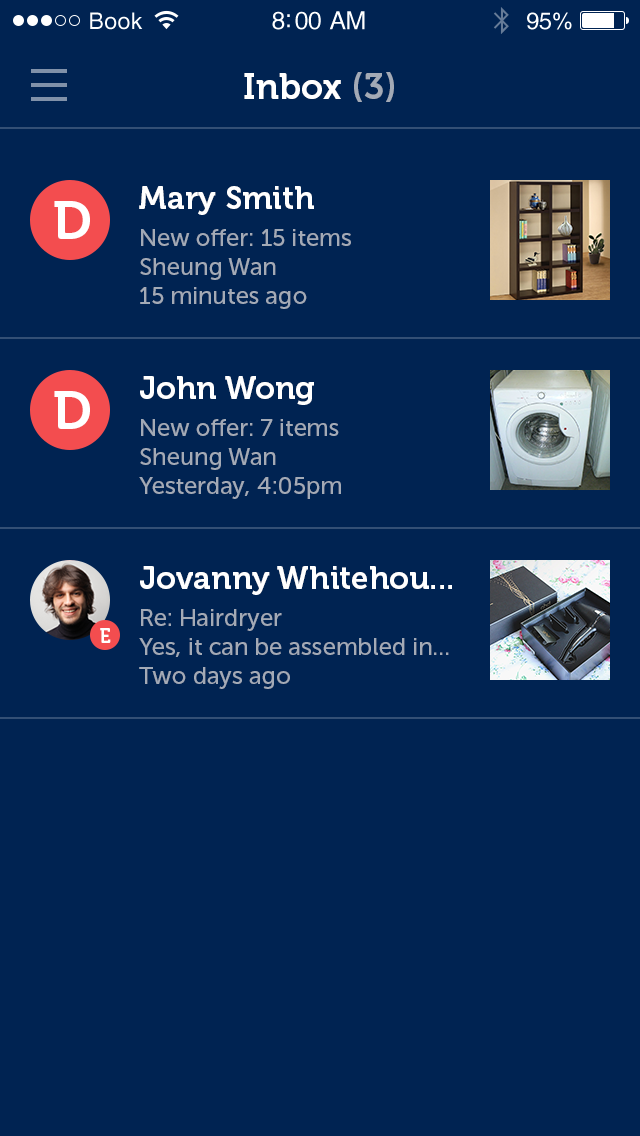 Book 8:00 AM 95%
Inbox (3)
D
Mary Smith
New offer: 15 items
Sheung Wan
15 minutes ago
D
John Wong
New offer: 7 items
Sheung Wan
Yesterday, 4:05pm
Jovanny Whitehou...
E
Re: Hairdryer
Yes, it can be assembled in...
Two days ago